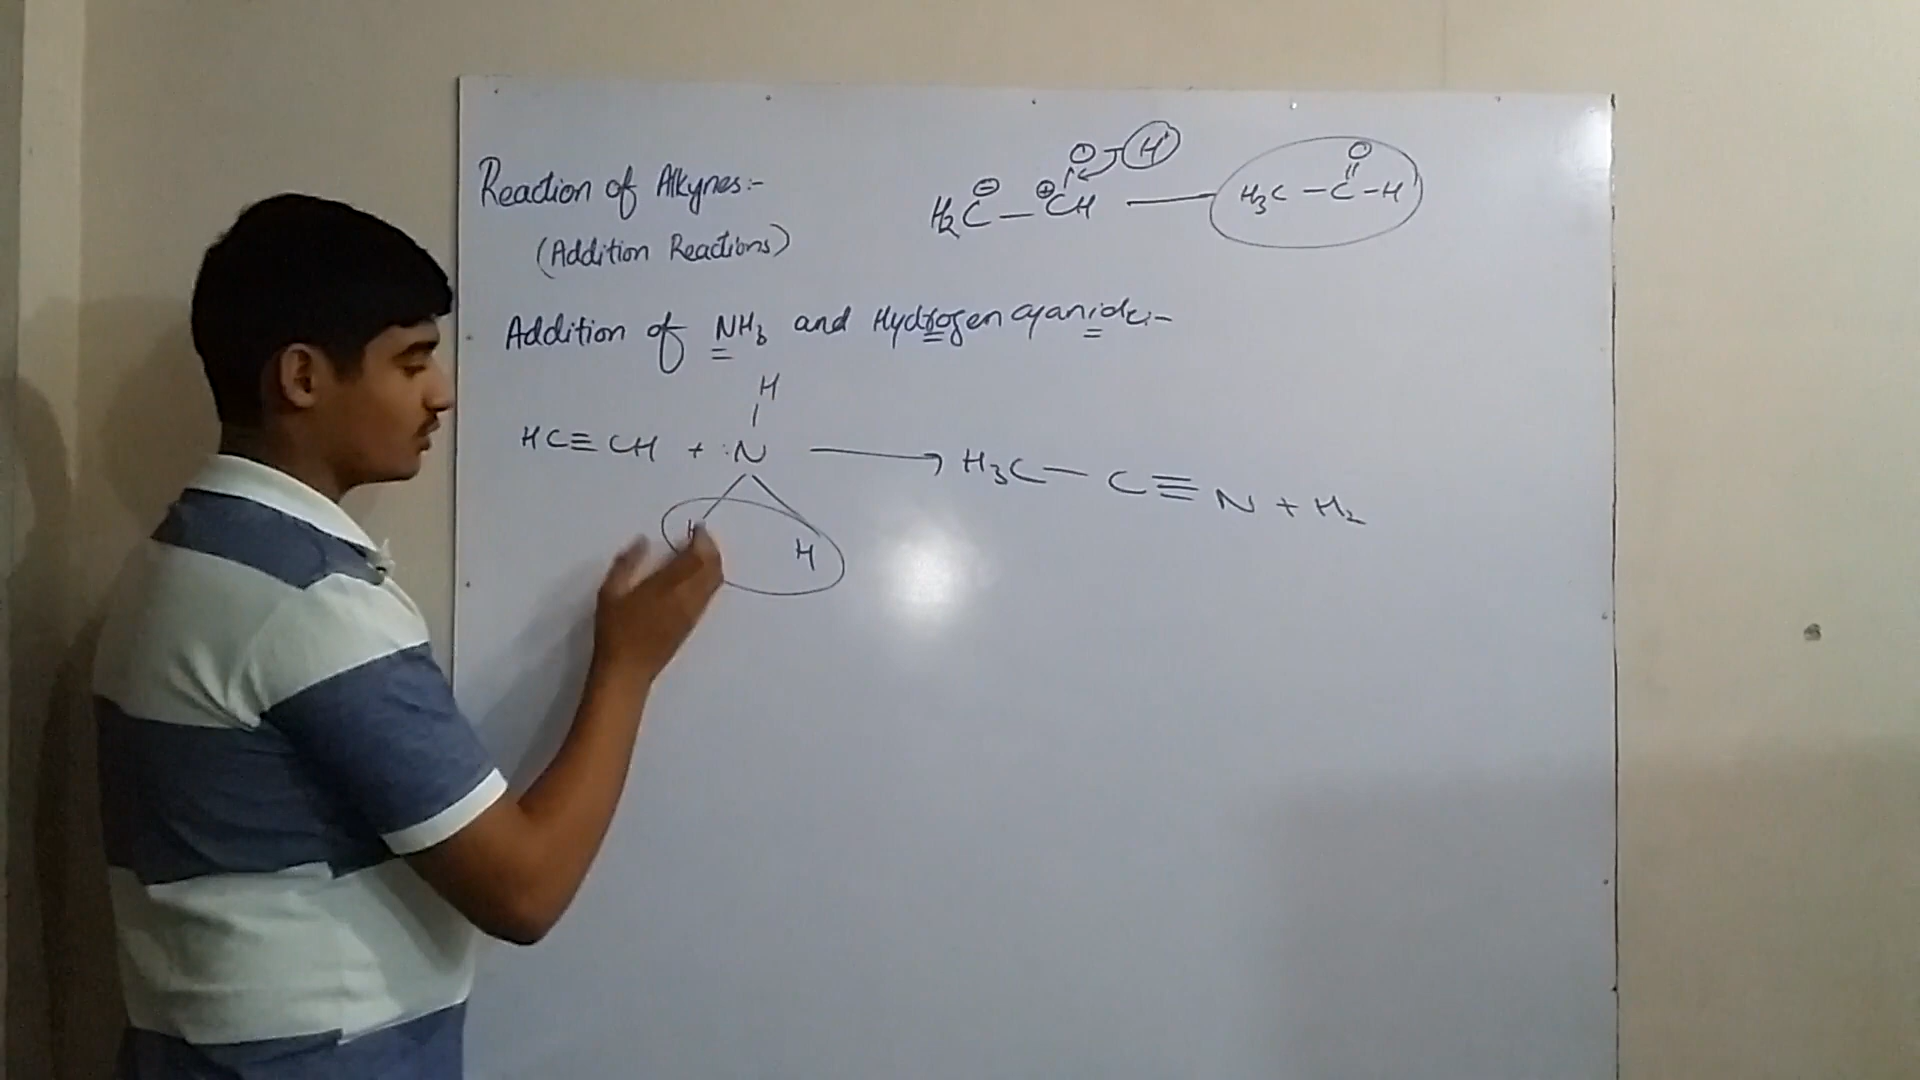 Reaction of Alkynes:-
(Addition Reactions)
H₂C⊖ — ⊕CH O H ——— H₃C — C - H
O
Addition of NH₃ and Hydrogen cyanide:-
H
HC≡CH + :N ⟶ H₃C — C≡N + H₂
H H